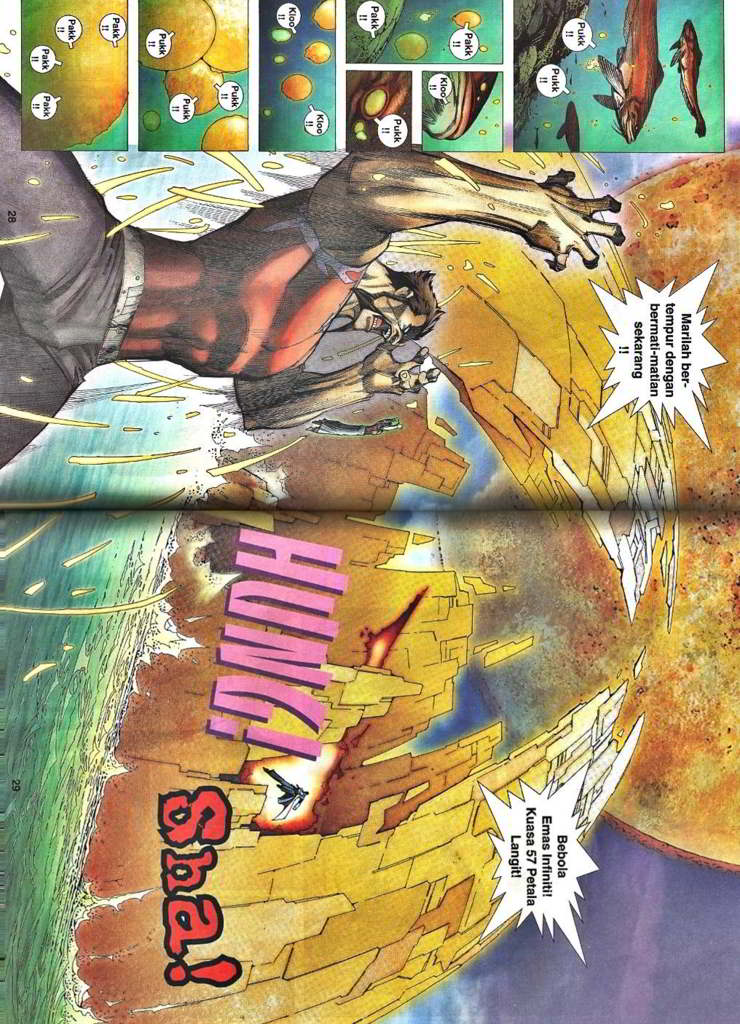 Pukk
!!
Pukk
!!
Pakk
!!
Pakk
!!
Kloo
!!
Pukk
!!
Kloo
!!
Kloo
!!
Pukk
!!
Pukk
!!
Pukk
!!
Pakk
!!
Pakk
!!
Pakk
!!
Pakk
!!
Marilah ber-
tempur dengan
bermati-matian
sekarang
!!
Bebola
Emas Infiniti!
Kuasa 57 Petala
Langit!
HUNG!
Sha!
28
29